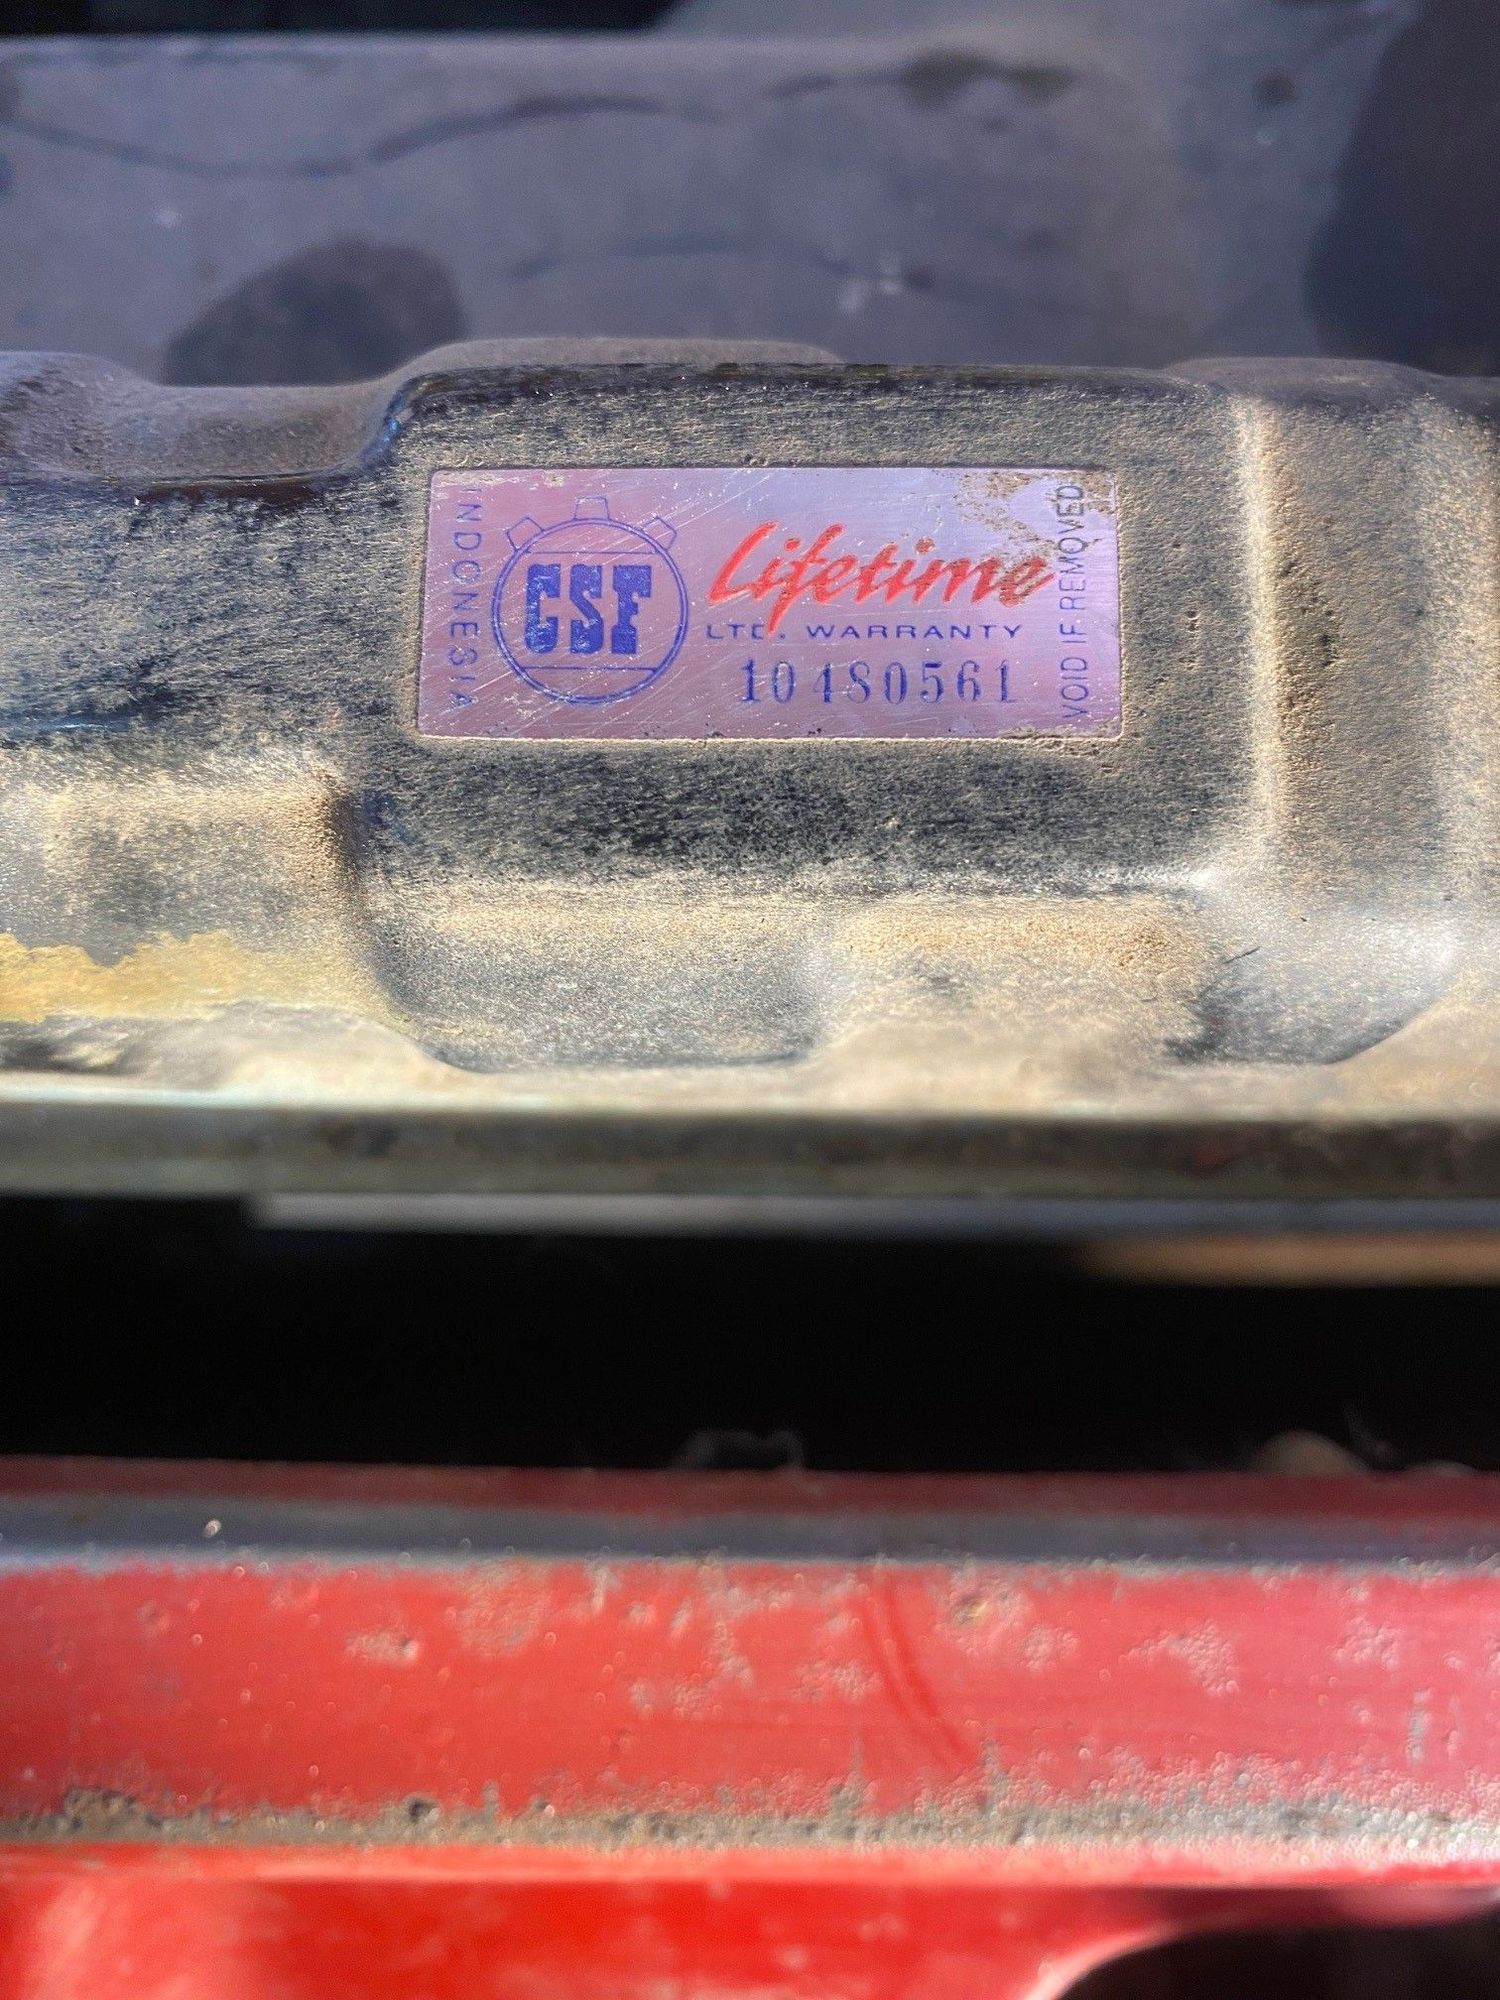 INDONESIA
CSF
Lifetime
LTD. WARRANTY
10480561
VOID IF REMOVED